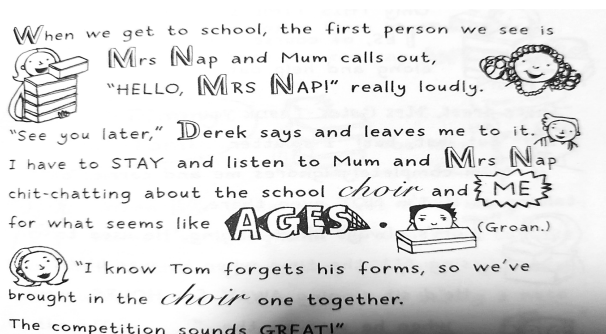 When we get to school, the first person we see is
Mrs Nap and Mum calls out,
"HELLO, MRS NAP!" really loudly.
"See you later," Derek says and leaves me to it.
I have to STAY and listen to Mum and Mrs Nap
chit-chatting about the school choir and ME
for what seems like AGES. (Groan.)
"I know Tom forgets his forms, so we've
brought in the choir one together.
The competition sounds GREAT!"